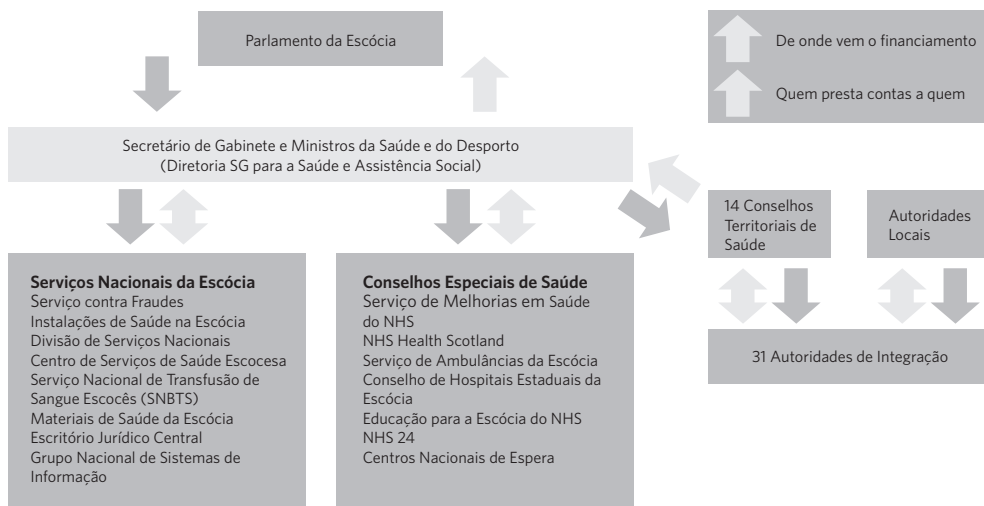 Parlamento da Escócia
De onde vem o financiamento
Quem presta contas a quem
Secretário de Gabinete e Ministros da Saúde e do Desporto
(Diretoria SG para a Saúde e Assistência Social)
14 Conselhos
Territoriais de
Saúde
Autoridades
Locais
31 Autoridades de Integração
Serviços Nacionais da Escócia
Serviço contra Fraudes
Instalações de Saúde na Escócia
Divisão de Serviços Nacionais
Centro de Serviços de Saúde Escocesa
Serviço Nacional de Transfusão de
Sangue Escocês (SNBTS)
Materiais de Saúde da Escócia
Escritório Jurídico Central
Grupo Nacional de Sistemas de
Informação
Conselhos Especiais de Saúde
Serviço de Melhorias em Saúde
do NHS
NHS Health Scotland
Serviço de Ambulâncias da Escócia
Conselho de Hospitais Estaduais da
Escócia
Educação para a Escócia do NHS
NHS 24
Centros Nacionais de Espera